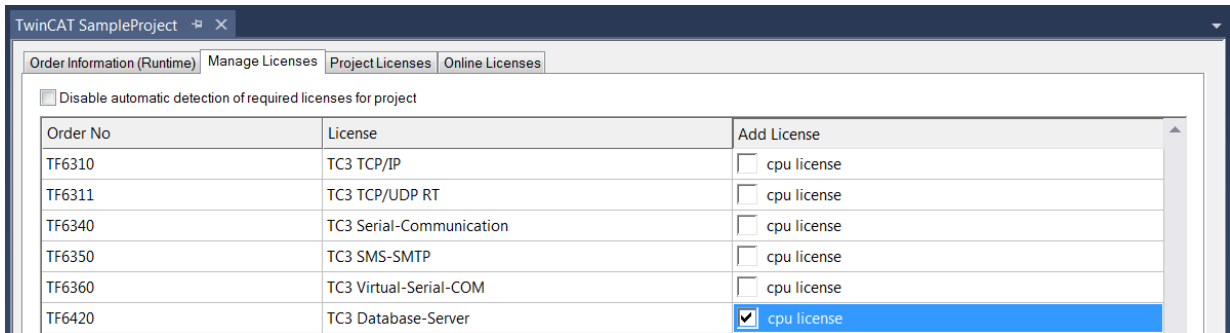 TwinCAT SampleProject
Order Information (Runtime) Manage Licenses Project Licenses Online Licenses
Disable automatic detection of required licenses for project
Order No License Add License
TF6310 TC3 TCP/IP cpu license
TF6311 TC3 TCP/UDP RT cpu license
TF6340 TC3 Serial-Communication cpu license
TF6350 TC3 SMS-SMTP cpu license
TF6360 TC3 Virtual-Serial-COM cpu license
TF6420 TC3 Database-Server cpu license